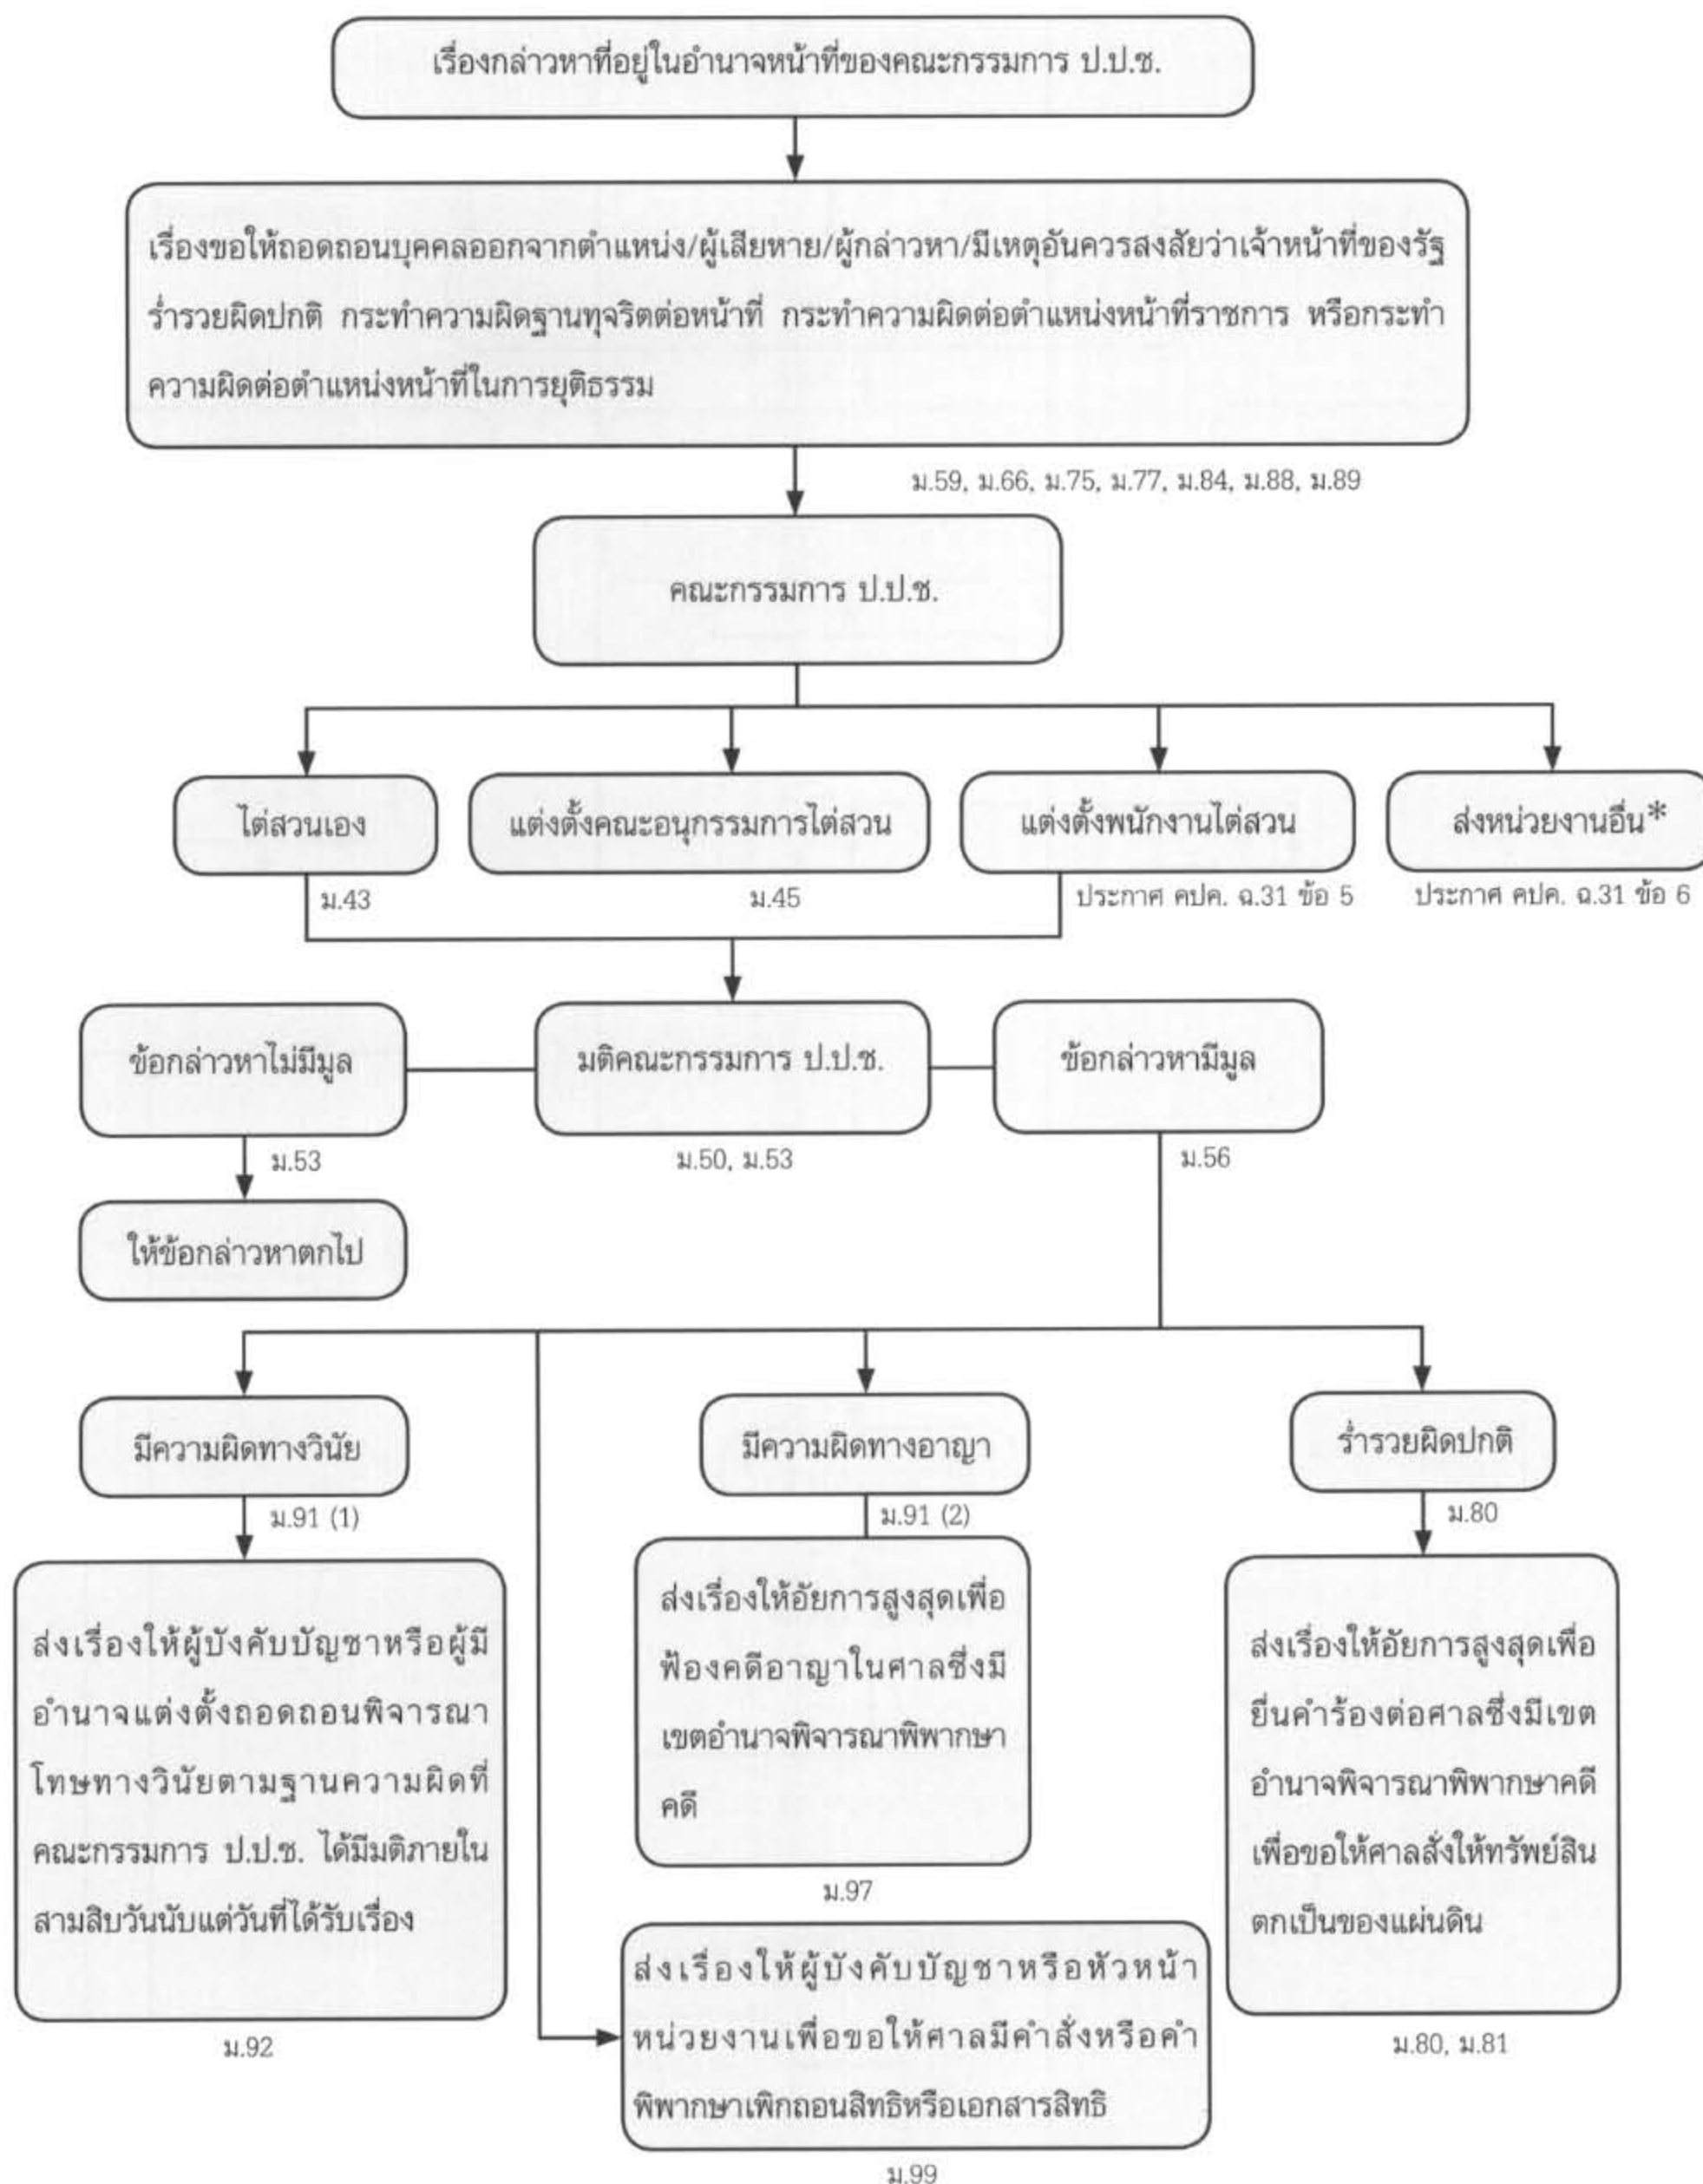 เรื่องกล่าวหาที่อยู่ในอำนาจหน้าที่ของคณะกรรมการ ป.ป.ช.
เรื่องขอให้ถอดถอนบุคคลออกจากตำแหน่ง/ผู้เสียหาย/ผู้กล่าวหา/มีเหตุอันควรสงสัยว่าเจ้าหน้าที่ของรัฐ
ร่ำรวยผิดปกติ กระทำความผิดฐานทุจริตต่อหน้าที่ กระทำความผิดต่อตำแหน่งหน้าที่ราชการ หรือกระทำ
ความผิดต่อตำแหน่งหน้าที่ในการยุติธรรม
ม.59, ม.66, ม.75, ม.77, ม.84, ม.88, ม.89
คณะกรรมการ ป.ป.ช.
ไต่สวนเอง
แต่งตั้งคณะอนุกรรมการไต่สวน
แต่งตั้งพนักงานไต่สวน
ส่งหน่วยงานอื่น*
ม.43
ม.45
ประกาศ คปค. ฉ.31 ข้อ 5
ประกาศ คปค. ฉ.31 ข้อ 6
ข้อกล่าวหาไม่มีมูล
มติคณะกรรมการ ป.ป.ช.
ข้อกล่าวหามีมูล
ม.53
ม.50, ม.53
ม.56
ให้ข้อกล่าวหาตกไป
มีความผิดทางวินัย
มีความผิดทางอาญา
ร่ำรวยผิดปกติ
ม.91 (1)
ม.91 (2)
ม.80
ส่งเรื่องให้ผู้บังคับบัญชาหรือผู้มี
อำนาจแต่งตั้งถอดถอนพิจารณา
โทษทางวินัยตามฐานความผิดที่
คณะกรรมการ ป.ป.ช. ได้มีมติภายใน
สามสิบวันนับแต่วันที่ได้รับเรื่อง
ม.92
ส่งเรื่องให้อัยการสูงสุดเพื่อ
ฟ้องคดีอาญาในศาลซึ่งมี
เขตอำนาจพิจารณาพิพากษา
คดี
ม.97
ส่งเรื่องให้อัยการสูงสุดเพื่อ
ยื่นคำร้องต่อศาลซึ่งมีเขต
อำนาจพิจารณาพิพากษาคดี
เพื่อขอให้ศาลสั่งให้ทรัพย์สิน
ตกเป็นของแผ่นดิน
ม.80, ม.81
ส่งเรื่องให้ผู้บังคับบัญชาหรือหัวหน้า
หน่วยงานเพื่อขอให้ศาลมีคำสั่งหรือคำ
พิพากษาเพิกถอนสิทธิหรือเอกสารสิทธิ
ม.99